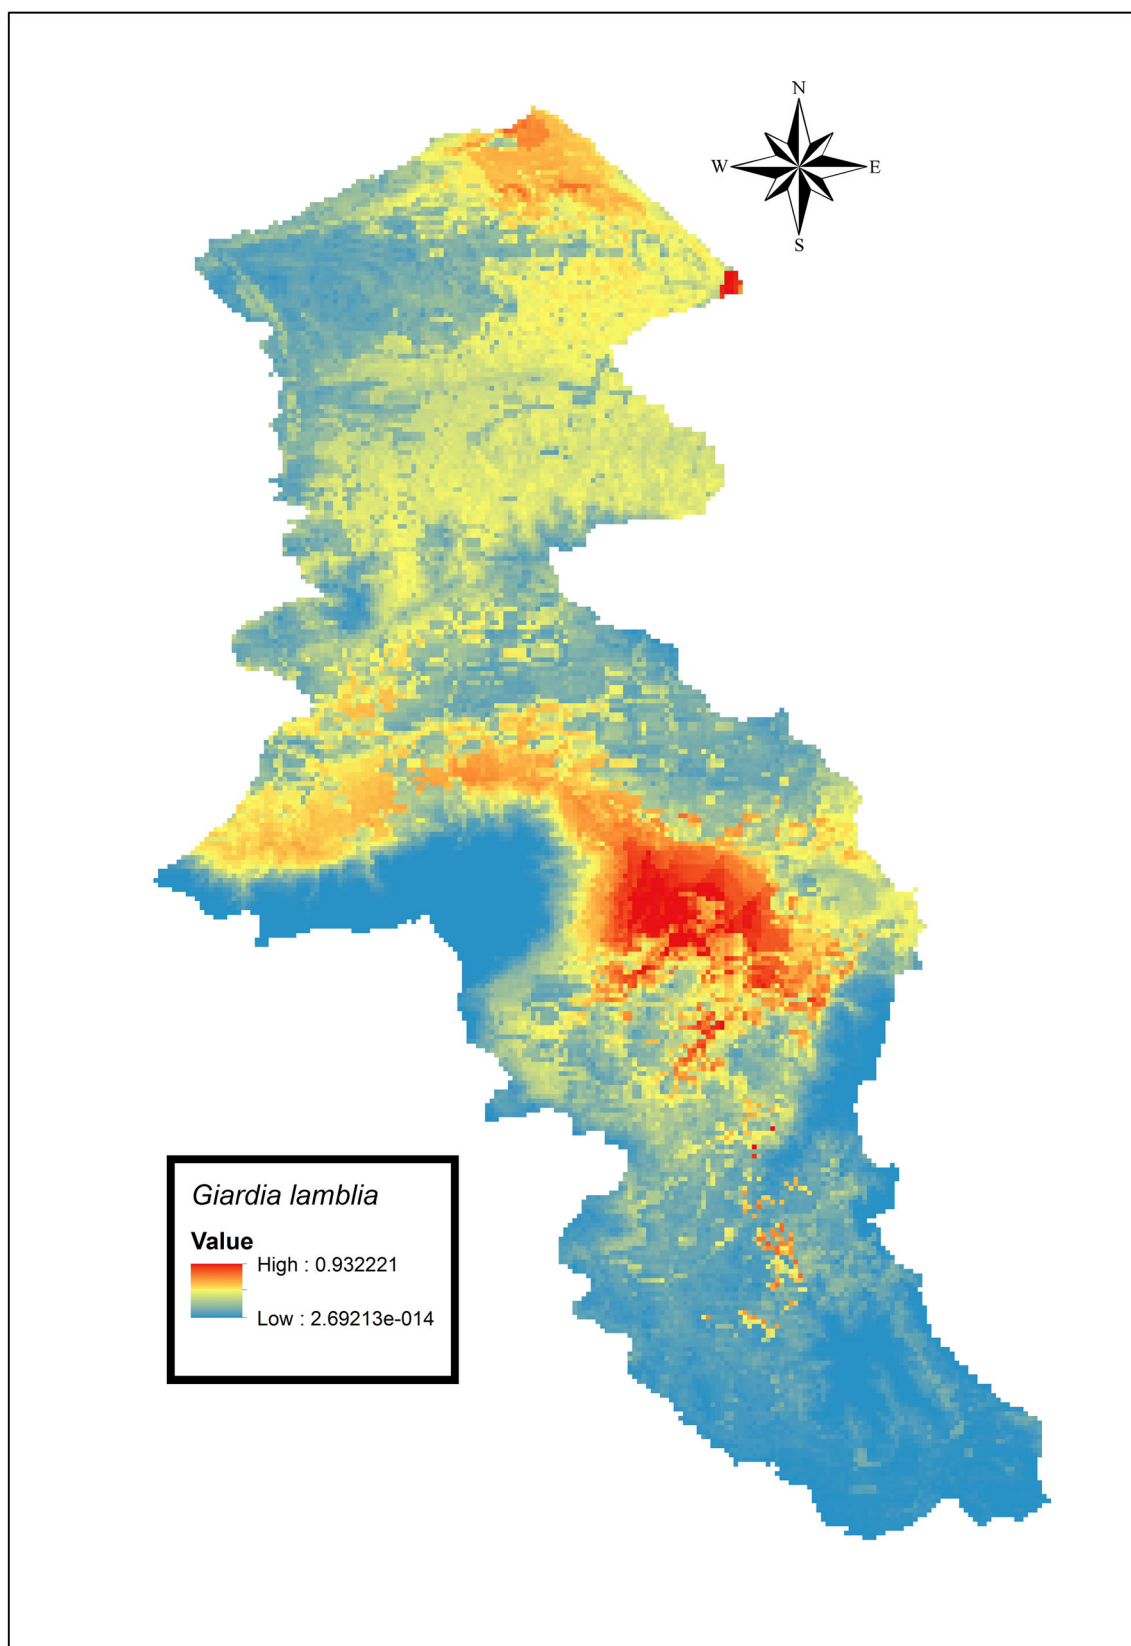 N
W
E
S
Giardia lamblia
Value
High : 0.932221
Low : 2.69213e-014